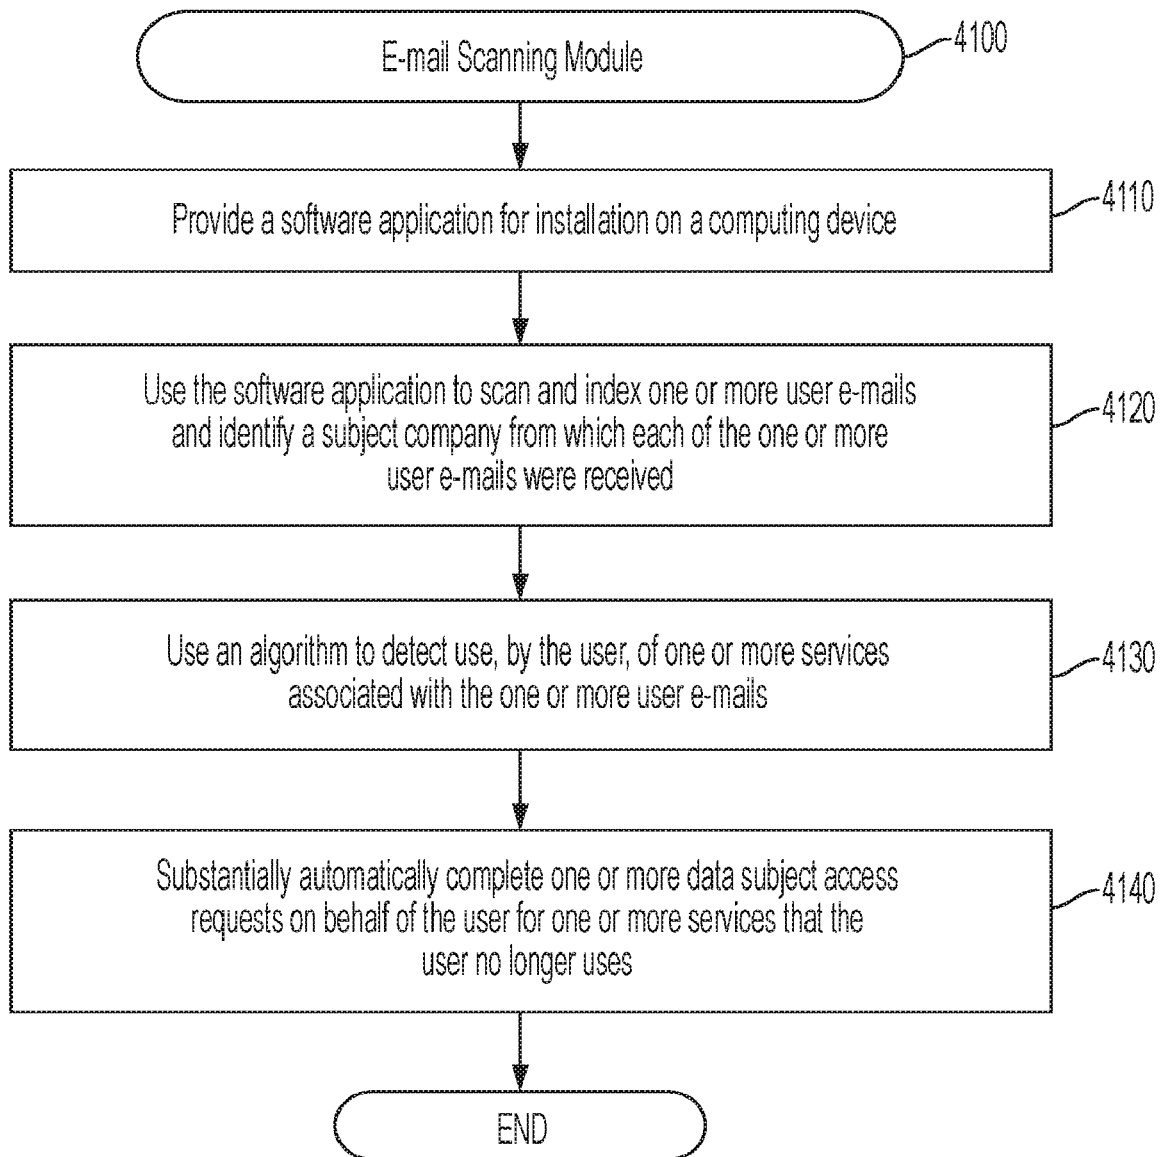 E-mail Scanning Module
4100
Provide a software application for installation on a computing device
4110
Use the software application to scan and index one or more user e-mails
and identify a subject company from which each of the one or more
user e-mails were received
4120
Use an algorithm to detect use, by the user, of one or more services
associated with the one or more user e-mails
4130
Substantially automatically complete one or more data subject access
requests on behalf of the user for one or more services that the
user no longer uses
4140
END